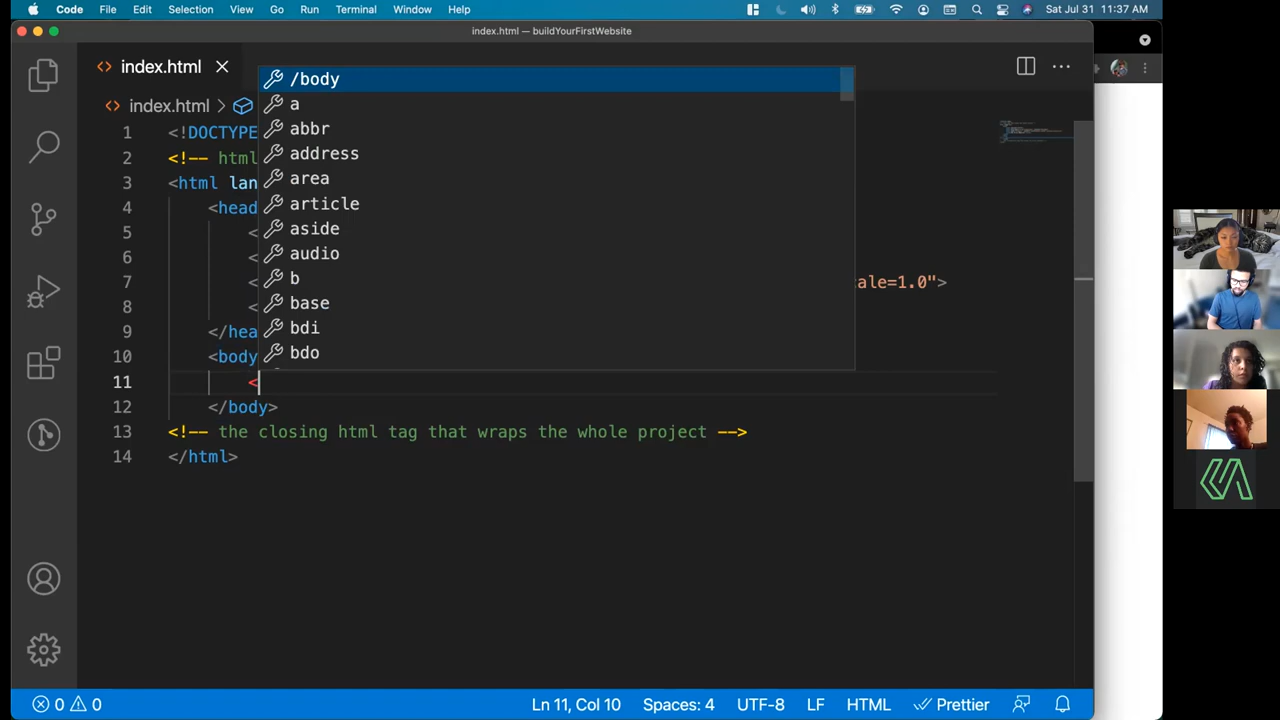 Code File Edit Selection View Go Run Terminal Window Help Sat Jul 31 11:37 AM
index.html — buildYourFirstWebsite
index.html
index.html >
/body
a
abbr
address
area
article
aside
audio
b
base
bdi
bdo
1 <!DOCTYPE
2 <!-- html
3 <html lan
4 <head
5 <
6 <
7 < ale=1.0">
8 <
9 </hea
10 <body
11 <
12 </body>
13 <!-- the closing html tag that wraps the whole project -->
14 </html>
0 0 Ln 11, Col 10 Spaces: 4 UTF-8 LF HTML Prettier